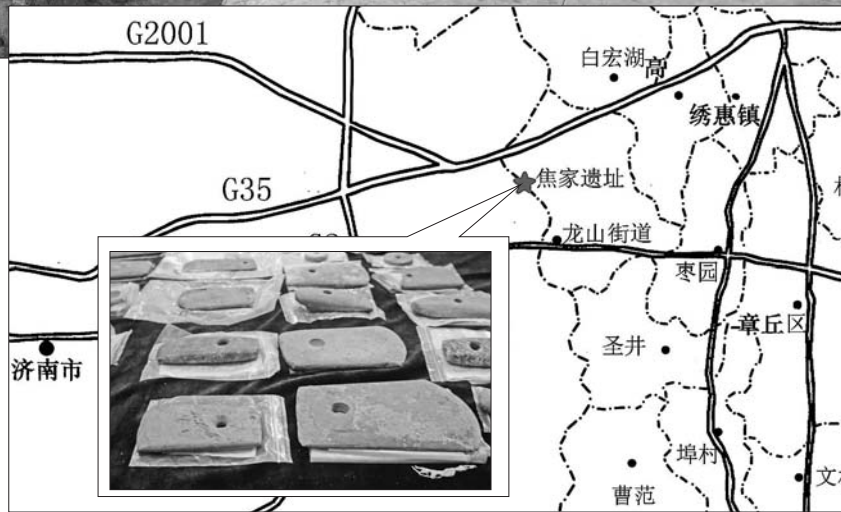 G2001
白宏湖
高
绣惠镇
G35
焦家遗址
龙山街道
枣园
章丘区
济南市
圣井
埠村
曹范